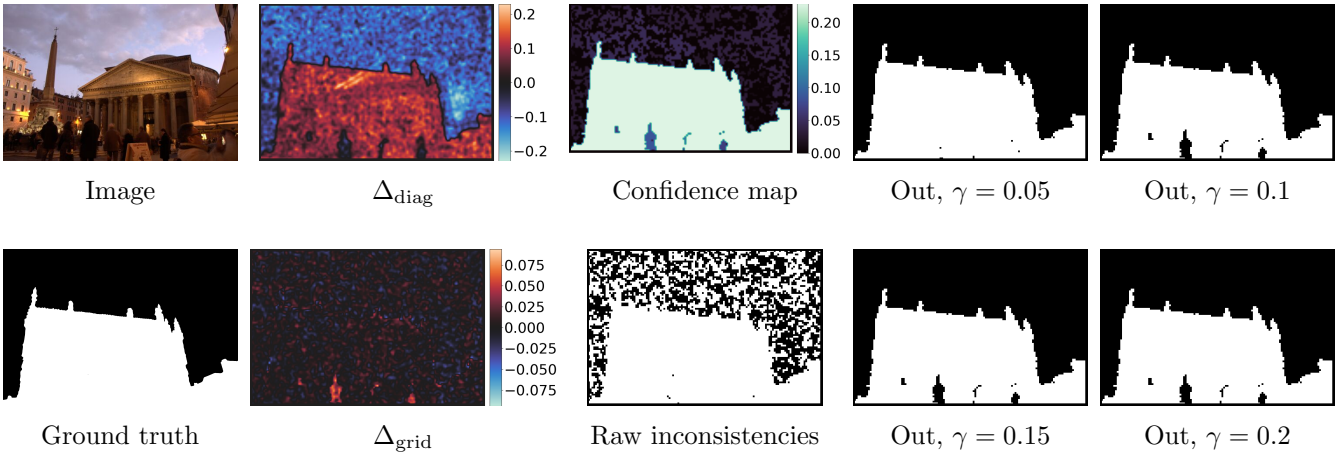 0.2
0.1
0.0
−0.1
−0.2
0.20
0.15
0.10
0.05
0.00
Image
Δdiag
Confidence map
Out, γ = 0.05
Out, γ = 0.1
0.075
0.050
0.025
0.000
−0.025
−0.050
−0.075
Ground truth
Δgrid
Raw inconsistencies
Out, γ = 0.15
Out, γ = 0.2